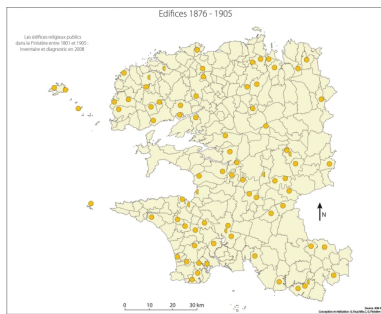 Edifices 1876 - 1905
Les édifices religieux publics
dans le Finistère entre 1801 et 1905 -
Inventaire et diagnostic en 2008
N
0 10 20 30 km